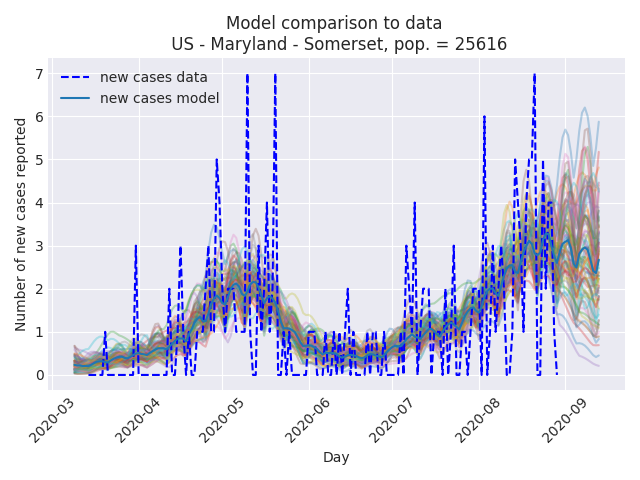 Model comparison to data
US - Maryland - Somerset, pop. = 25616
new cases data
new cases model
Number of new cases reported
7
6
5
4
3
2
1
0
2020-03
2020-04
2020-05
2020-06
2020-07
2020-08
2020-09
Day